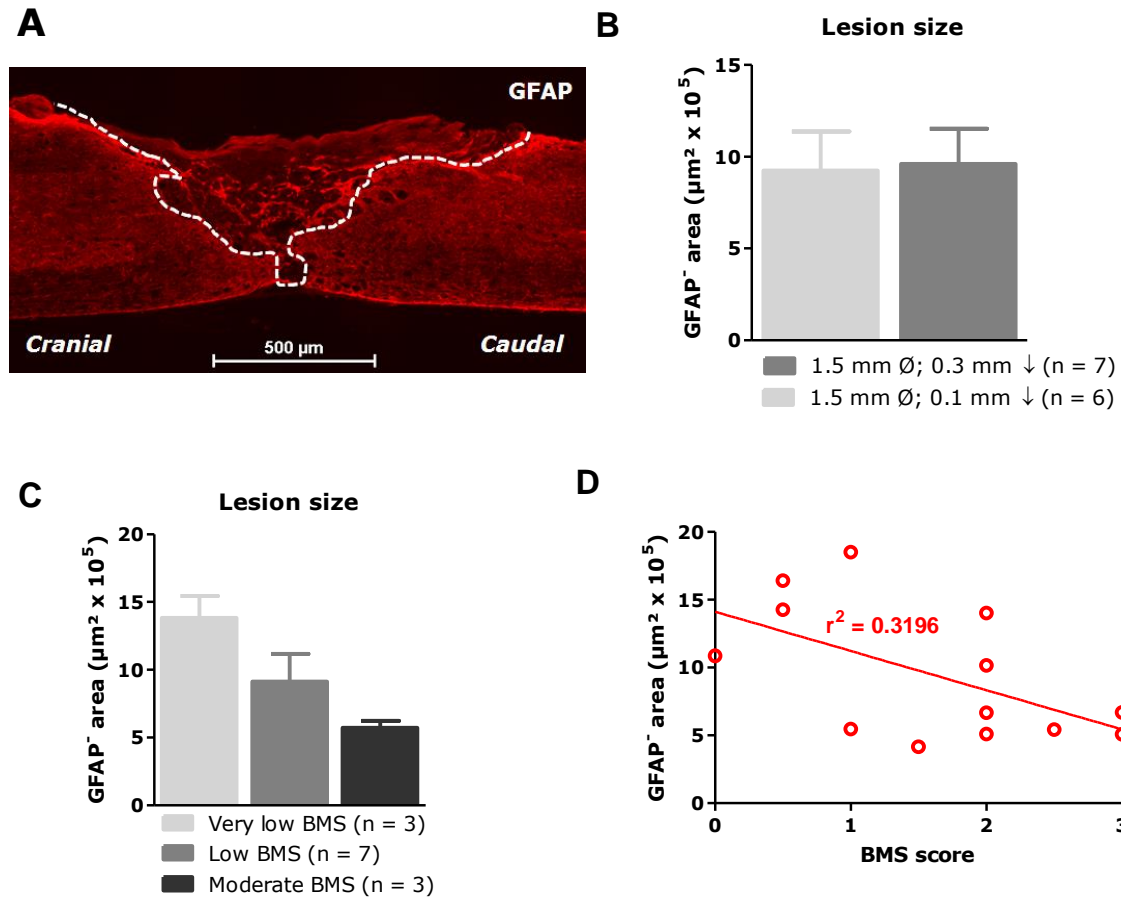 A
GFAP
Cranial
500 µm
Caudal
B
Lesion size
GFAP⁻ area (µm² x 10⁵)
15
10
5
0
1.5 mm Ø; 0.3 mm ↓ (n = 7)
1.5 mm Ø; 0.1 mm ↓ (n = 6)
C
Lesion size
GFAP⁻ area (µm² x 10⁵)
20
15
10
5
0
Very low BMS (n = 3)
Low BMS (n = 7)
Moderate BMS (n = 3)
D
GFAP⁻ area (µm² x 10⁵)
20
15
10
5
0
r² = 0.3196
0 1 2 3
BMS score